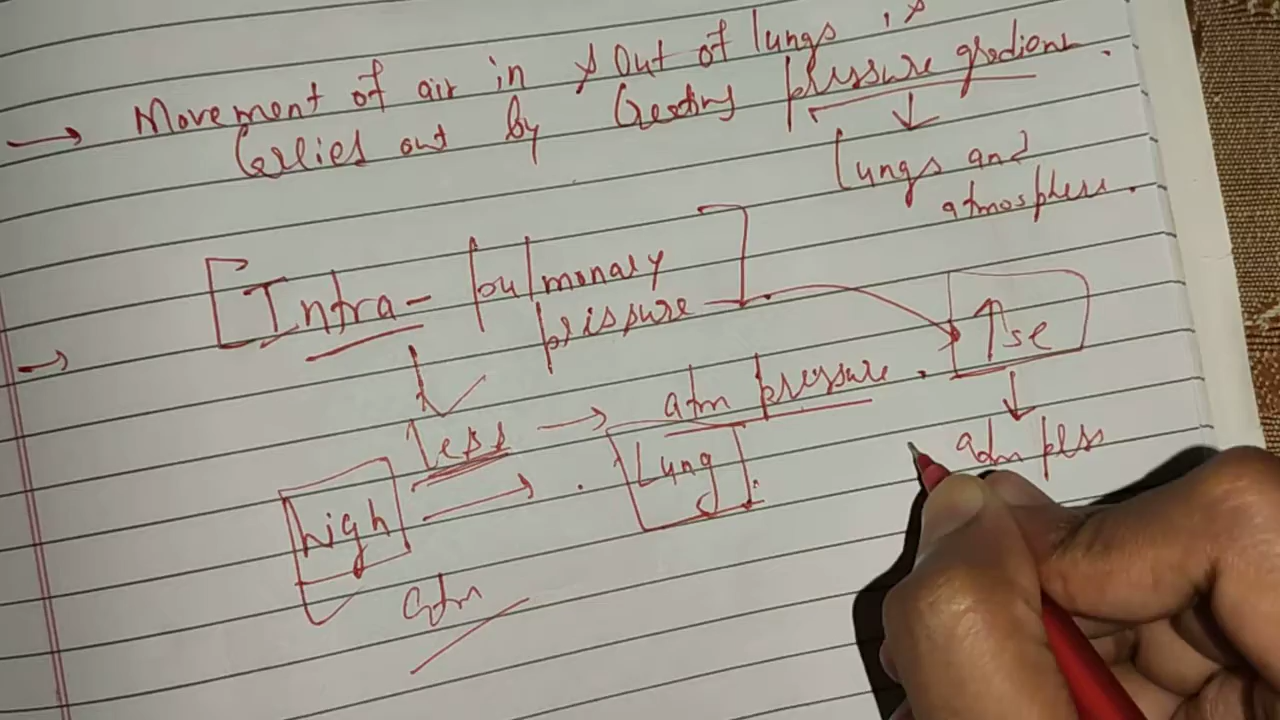 → Movement of air in & out of lungs is
Carried out by Creating pressure gradient.
↓
Lungs and
atmosphere.
→ [Intra- pulmonary
pressure]
↑se
↓
less → atm pressure.
atm pess
high → . Lung
atm